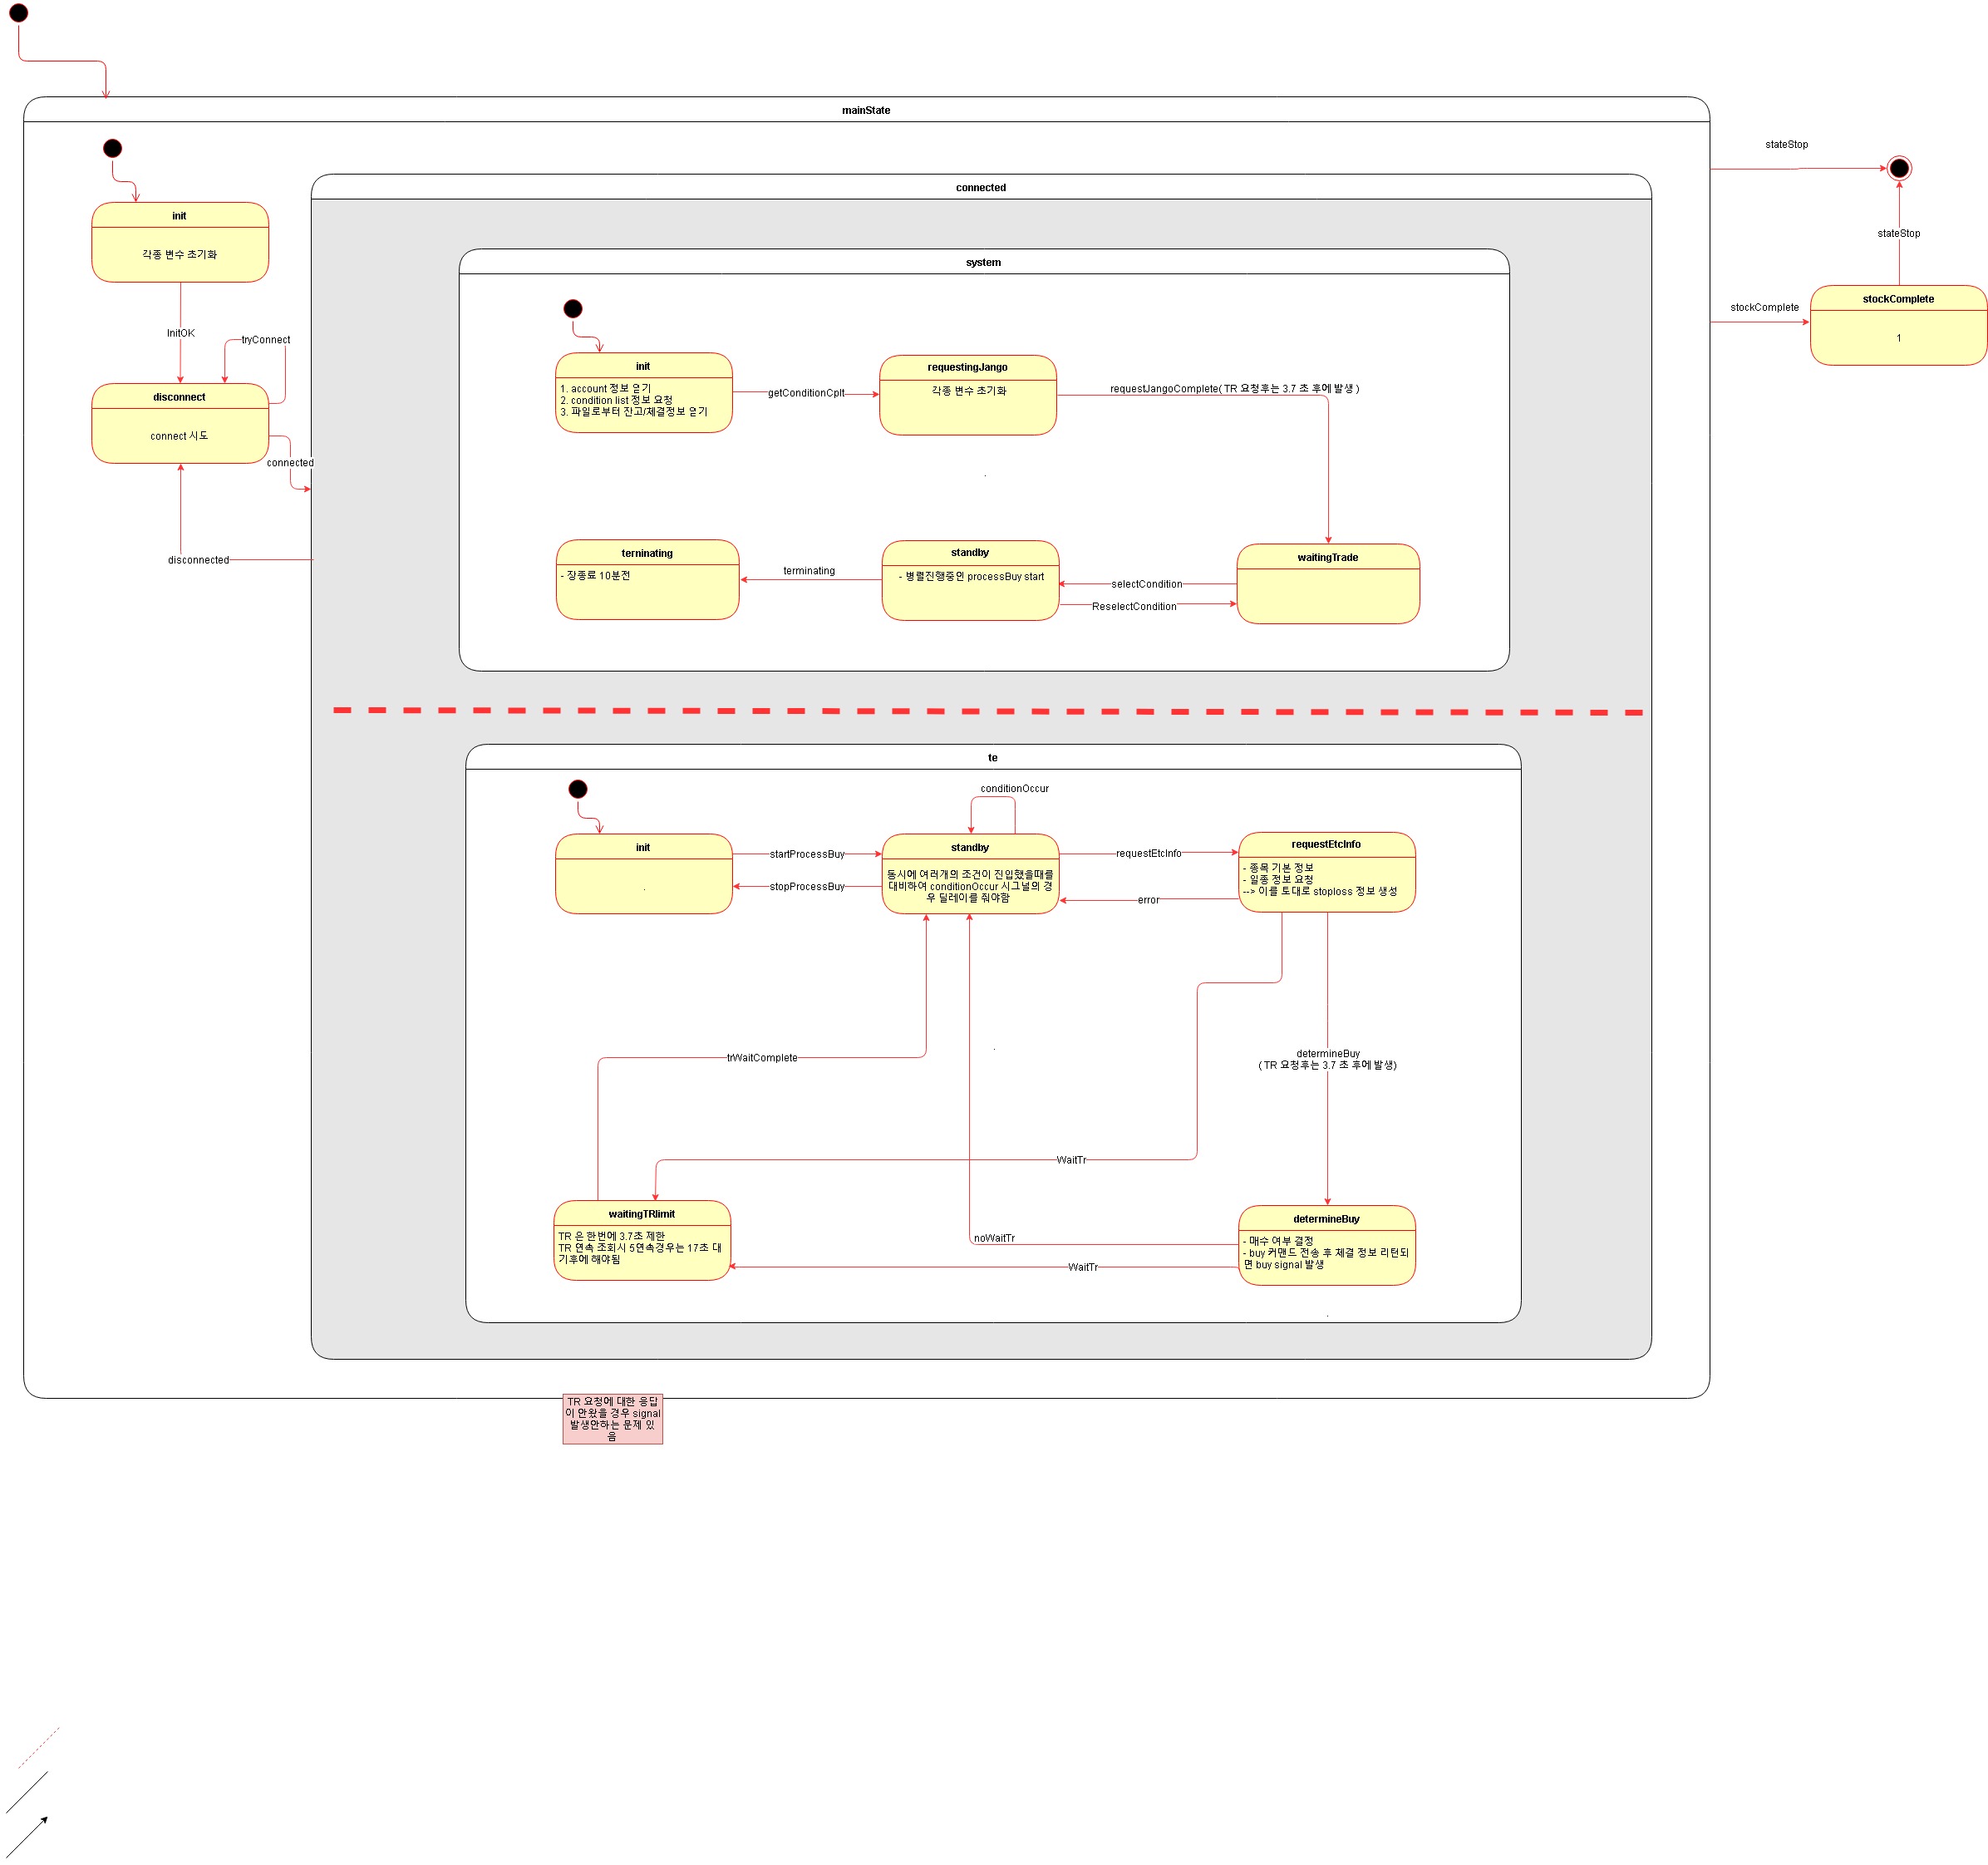 mainState
stateStop
connected
init
각종 변수 초기화
stateStop
system
stockComplete
1
stockComplete
InitOK
tryConnect
init
1. account 정보 얻기
2. condition list 정보 요청
3. 파일로부터 잔고/체결정보 얻기
getConditionCplt
requestingJango
각종 변수 초기화
requestJangoComplete( TR 요청후는 3.7 초 후에 발생 )
disconnect
connect 시도
connected
disconnected
.
terninating
- 장종료 10분전
terminating
standby
- 병렬진행중인 processBuy start
selectCondition
ReselectCondition
waitingTrade
te
conditionOccur
init
.
startProcessBuy
stopProcessBuy
standby
동시에 여러개의 조건이 진입했을때를
대비하여 conditionOccur 시그널의 경
우 딜레이를 줘야함
requestEtcInfo
error
requestEtcInfo
- 종목 기본 정보
- 일종 정보 요청
--> 이를 토대로 stoploss 정보 생성
.
trWaitComplete
determineBuy
( TR 요청후는 3.7 초 후에 발생)
WaitTr
waitingTRlimit
TR 은 한번에 3.7초 제한
TR 연속 조회시 5연속경우는 17초 대
기후에 해야됨
noWaitTr
WaitTr
determineBuy
- 매수 여부 결정
- buy 커맨드 전송 후 체결 정보 리턴되
면 buy signal 발생
.
TR 요청에 대한 응답
이 안왔을 경우 signal
발생안하는 문제 있
음